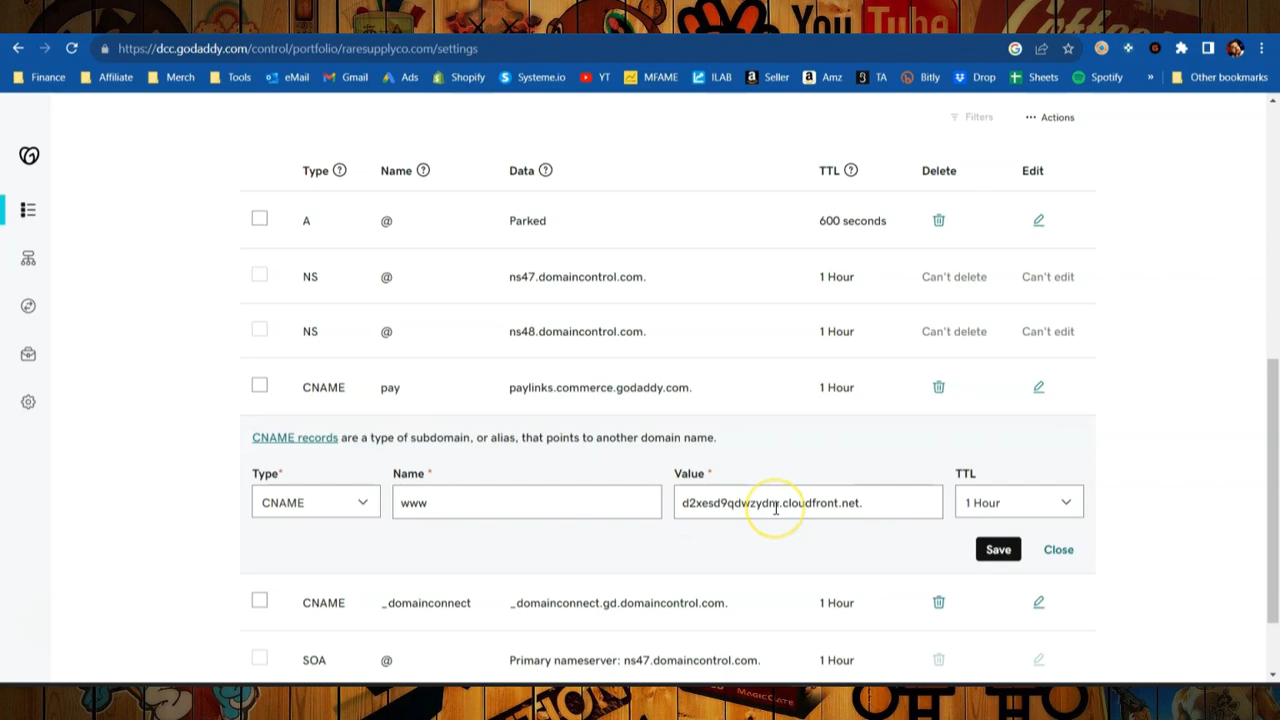 You Tube
https://dcc.godaddy.com/control/portfolio/raresupplyco.com/settings
Finance Affiliate Merch Tools eMail Gmail Ads Shopify Systeme.io YT MFAME ILAB Seller Amz TA Bitly Drop Sheets Spotify » Other bookmarks
Filters ••• Actions
Type Name Data TTL Delete Edit
A @ Parked 600 seconds
NS @ ns47.domaincontrol.com. 1 Hour Can't delete Can't edit
NS @ ns48.domaincontrol.com. 1 Hour Can't delete Can't edit
CNAME pay paylinks.commerce.godaddy.com. 1 Hour
CNAME records are a type of subdomain, or alias, that points to another domain name.
Type* Name * Value * TTL
CNAME www d2xesd9qdwzydm.cloudfront.net. 1 Hour
Save Close
CNAME _domainconnect _domainconnect.gd.domaincontrol.com. 1 Hour
SOA @ Primary nameserver: ns47.domaincontrol.com. 1 Hour